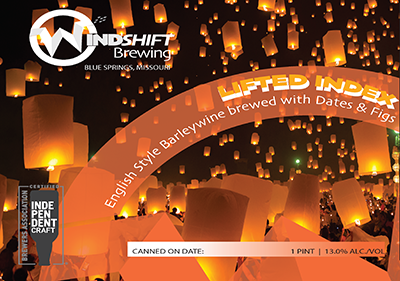 WINDSHIFT
Brewing
BLUE SPRINGS, MISSOURI
LIFTED INDEX
English Style Barleywine brewed with Dates & Figs
CERTIFIED
BREWERS ASSOCIATION
INDE
PEN
DENT
CRAFT
CANNED ON DATE:
1 PINT | 13.0% ALC./VOL